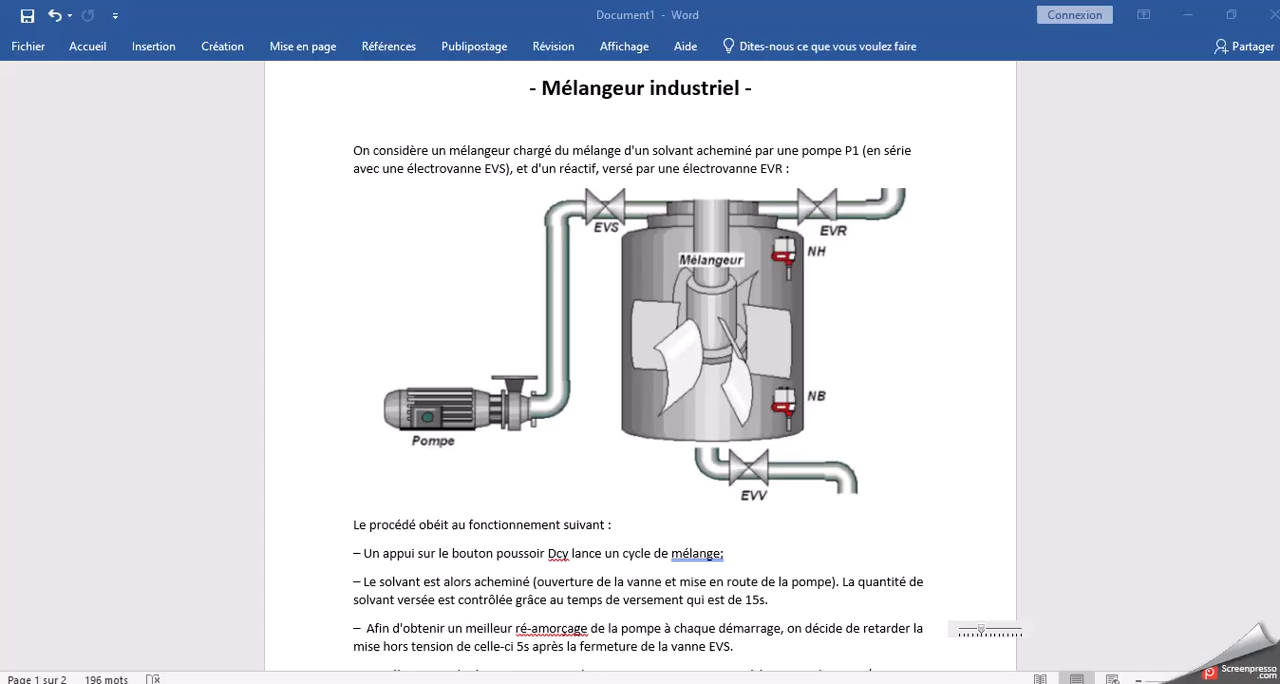 Document1 - Word
Connexion
Fichier Accueil Insertion Création Mise en page Références Publipostage Révision Affichage Aide Dites-nous ce que vous voulez faire Partager
- Mélangeur industriel -
On considère un mélangeur chargé du mélange d'un solvant acheminé par une pompe P1 (en série
avec une électrovanne EVS), et d'un réactif, versé par une électrovanne EVR :
EVS
EVR
NH
Mélangeur
NB
Pompe
EVV
Le procédé obéit au fonctionnement suivant :
– Un appui sur le bouton poussoir Dcy lance un cycle de mélange;
– Le solvant est alors acheminé (ouverture de la vanne et mise en route de la pompe). La quantité de
solvant versée est contrôlée grâce au temps de versement qui est de 15s.
– Afin d'obtenir un meilleur ré-amorçage de la pompe à chaque démarrage, on décide de retarder la
mise hors tension de celle-ci 5s après la fermeture de la vanne EVS.
Page 1 sur 2 196 mots
Screenpresso
.com